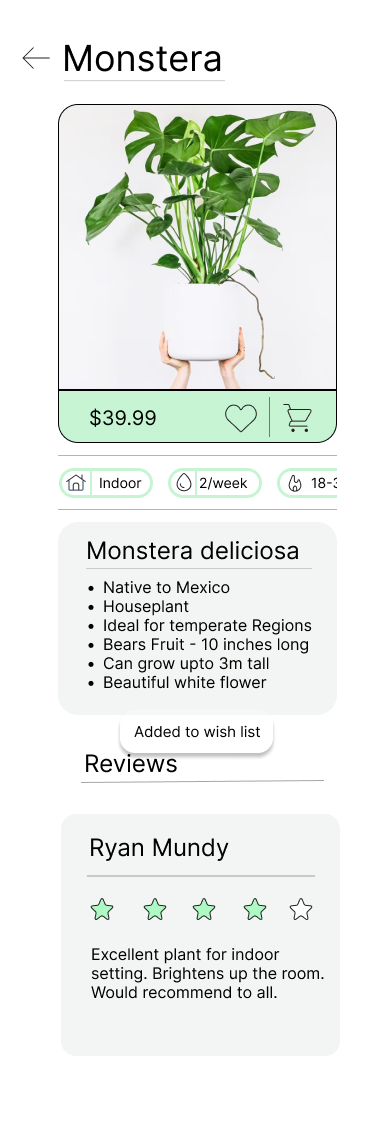 Monstera
$39.99
Indoor
2/week
18-3
Monstera deliciosa
• Native to Mexico
• Houseplant
• Ideal for temperate Regions
• Bears Fruit - 10 inches long
• Can grow upto 3m tall
• Beautiful white flower
Added to wish list
Reviews
Ryan Mundy
Excellent plant for indoor
setting. Brightens up the room.
Would recommend to all.